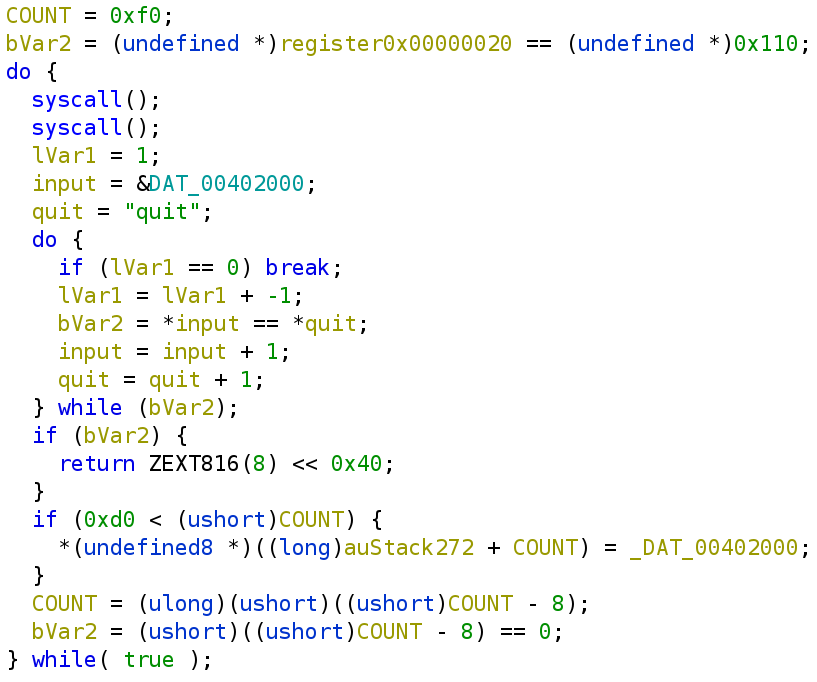 COUNT = 0xf0;
bVar2 = (undefined *)register0x00000020 == (undefined *)0x110;
do {
  syscall();
  syscall();
  lVar1 = 1;
  input = &DAT_00402000;
  quit = "quit";
  do {
    if (lVar1 == 0) break;
    lVar1 = lVar1 + -1;
    bVar2 = *input == *quit;
    input = input + 1;
    quit = quit + 1;
  } while (bVar2);
  if (bVar2) {
    return ZEXT816(8) << 0x40;
  }
  if (0xd0 < (ushort)COUNT) {
    *(undefined8 *)((long)auStack272 + COUNT) = _DAT_00402000;
  }
  COUNT = (ulong)(ushort)((ushort)COUNT - 8);
  bVar2 = (ushort)((ushort)COUNT - 8) == 0;
} while( true );